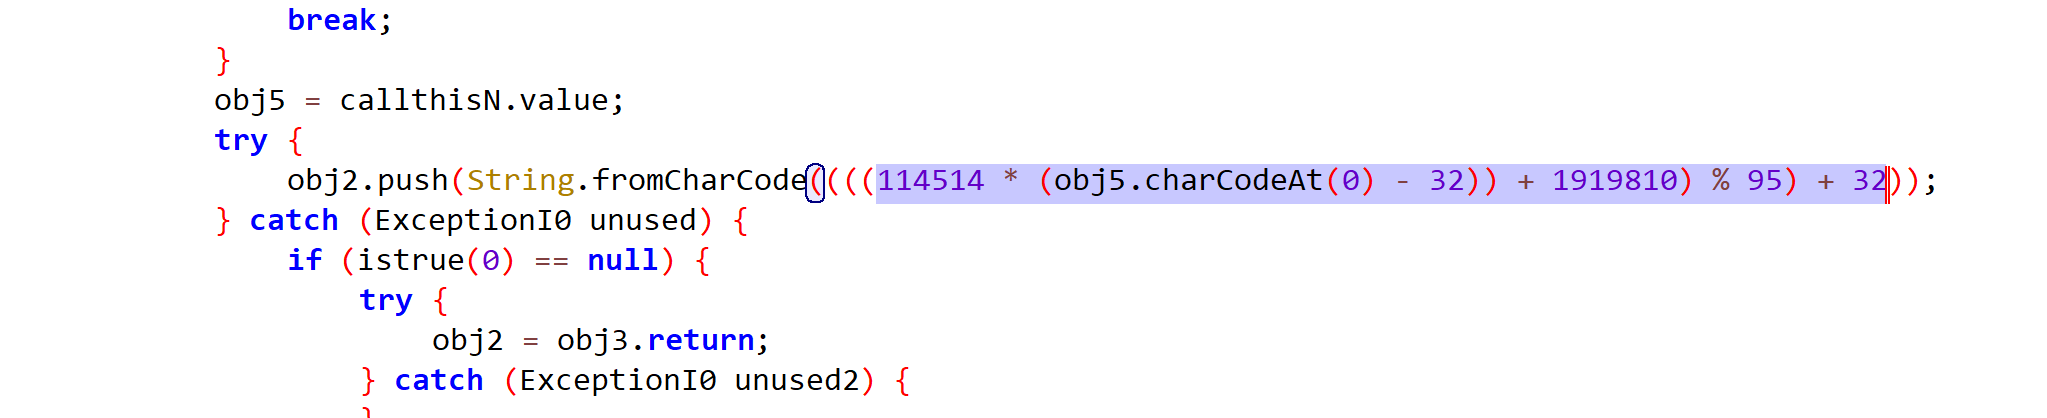 break;
}
obj5 = callthisN.value;
try {
obj2.push(String.fromCharCode((((114514 * (obj5.charCodeAt(0) - 32)) + 1919810) % 95) + 32));
} catch (ExceptionI0 unused) {
if (istrue(0) == null) {
try {
obj2 = obj3.return;
} catch (ExceptionI0 unused2) {
}